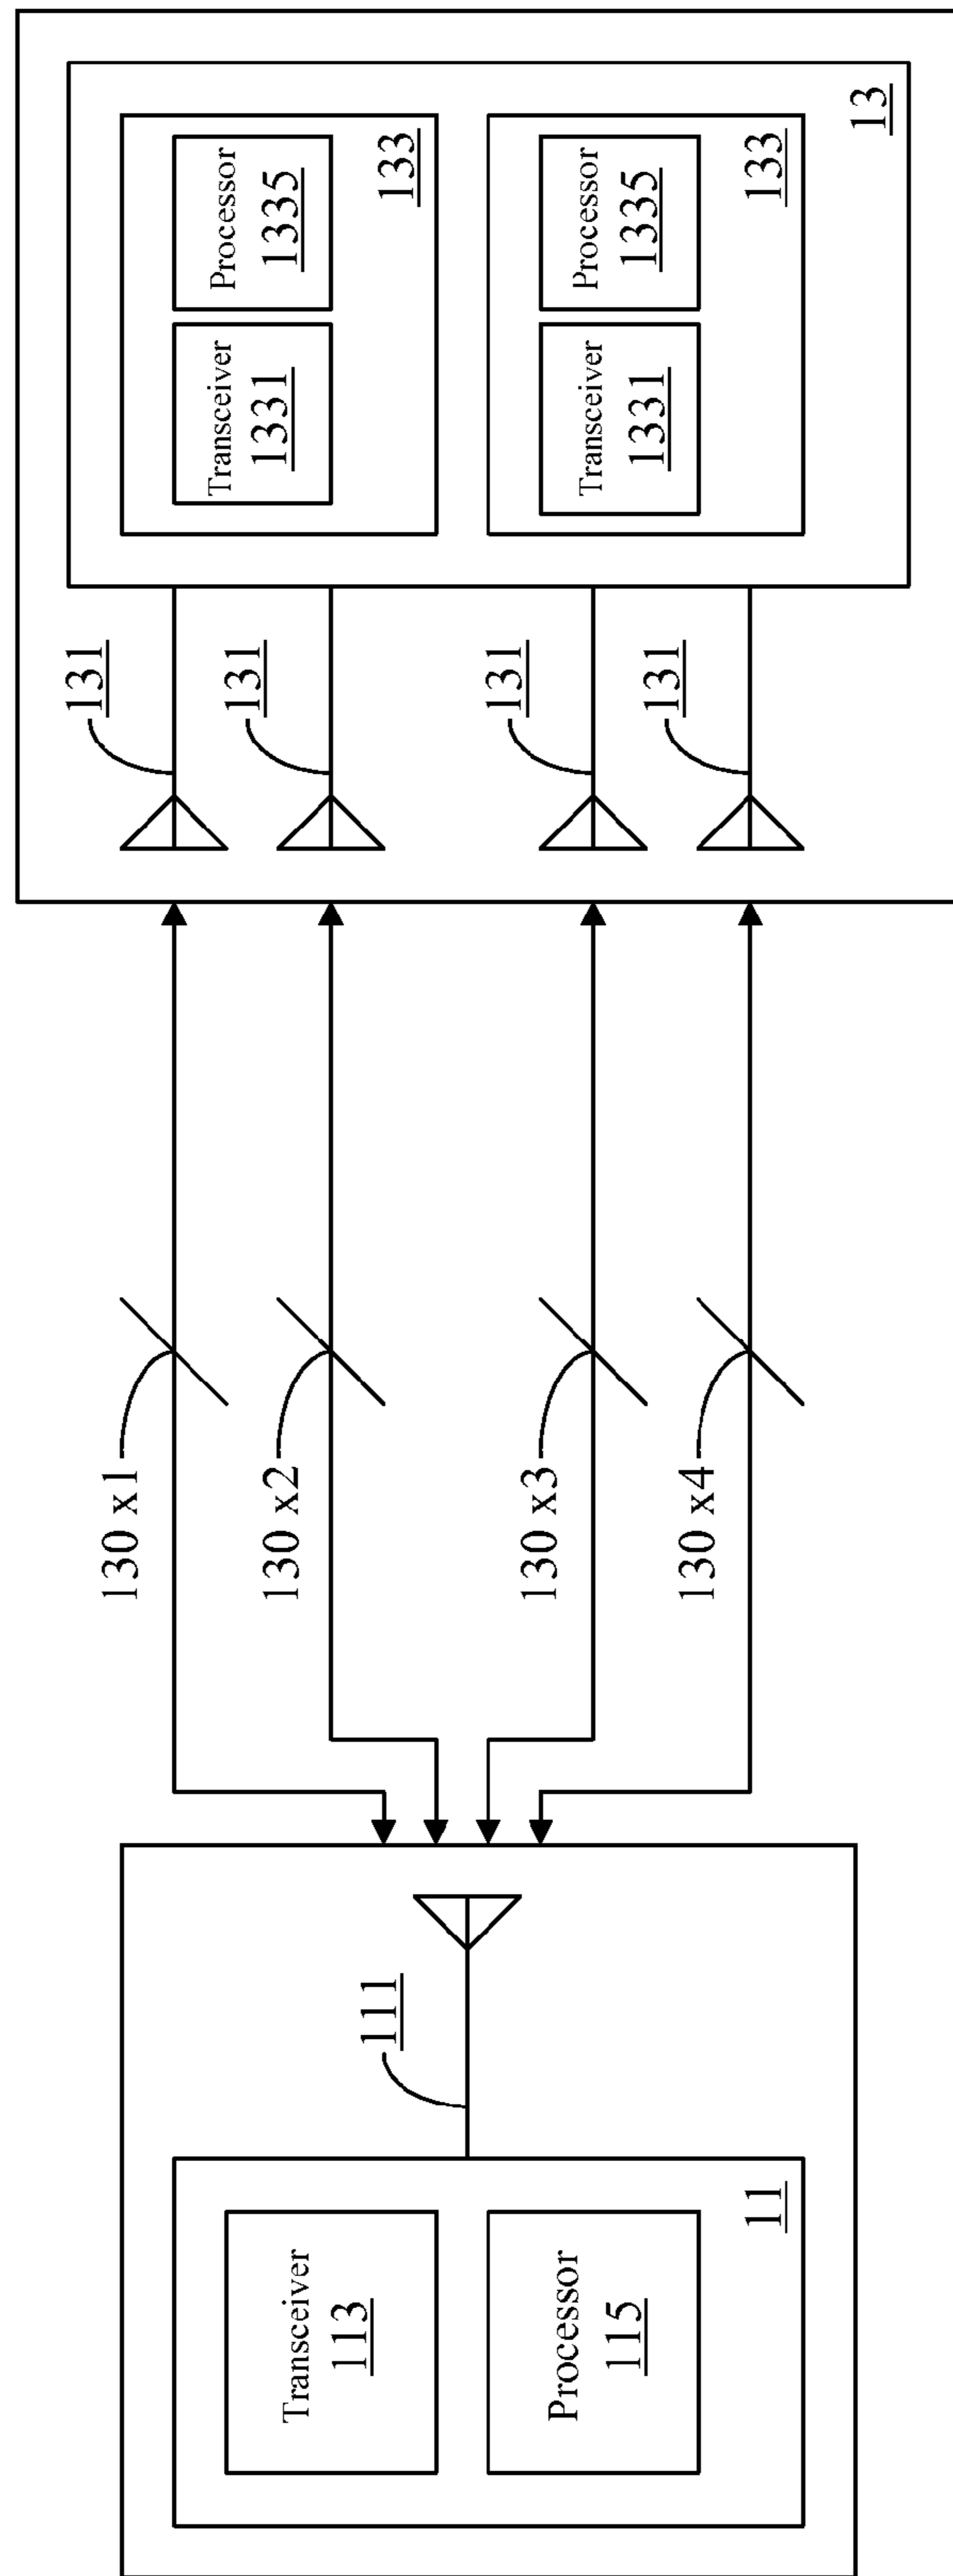 Transceiver
113
Processor
115
11
111
130 x1
130 x2
130 x3
130 x4
131
131
131
131
Transceiver
1331
Processor
1335
133
Transceiver
1331
Processor
1335
133
13